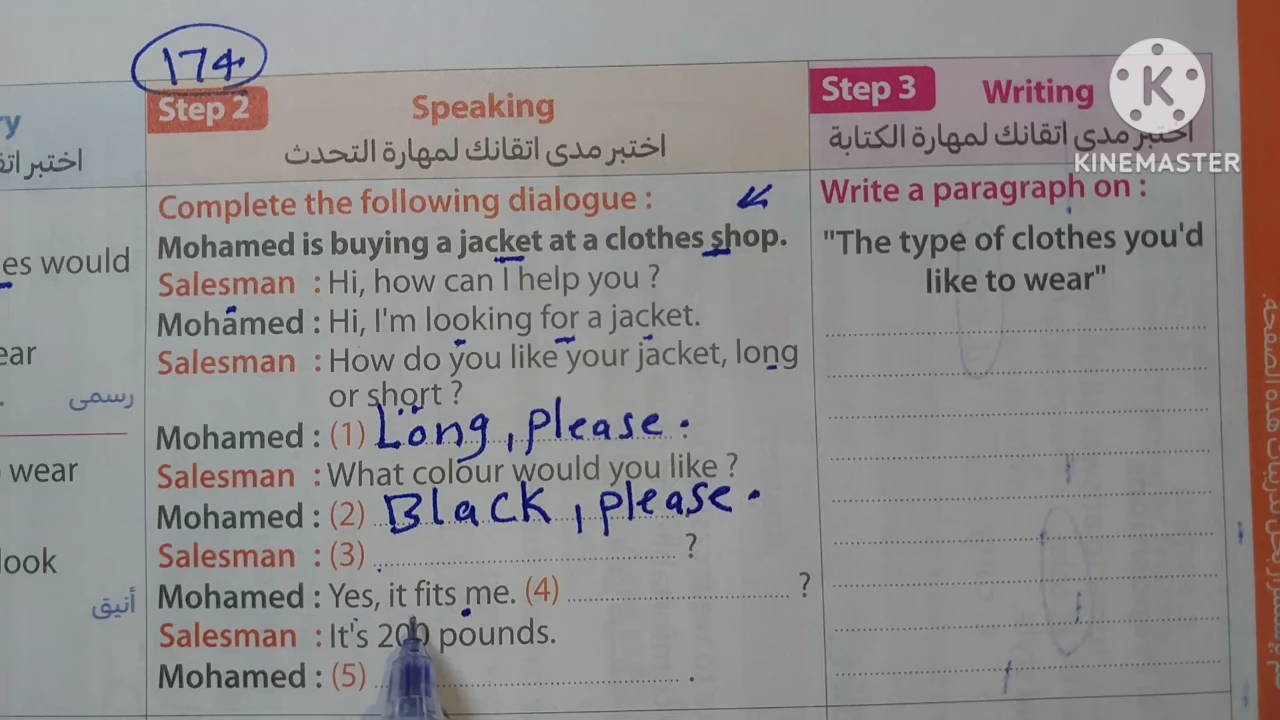 174
ry
اختبر اتق
Step 2 Speaking
اختبر مدى اتقانك لمهارة التحدث
Step 3 Writing
اختبر مدى اتقانك لمهارة الكتابة
KINEMASTER
es would
ear
رسمى
wear
look
أنيق
Complete the following dialogue :
Mohamed is buying a jacket at a clothes shop.
Salesman : Hi, how can I help you ?
Mohamed : Hi, I'm looking for a jacket.
Salesman : How do you like your jacket, long
or short ?
Mohamed : (1) Long, please.
Salesman : What colour would you like ?
Mohamed : (2) Black, please.
Salesman : (3) ?
Mohamed : Yes, it fits me. (4) ?
Salesman : It's 200 pounds.
Mohamed : (5) .
Write a paragraph on :
"The type of clothes you'd
like to wear"